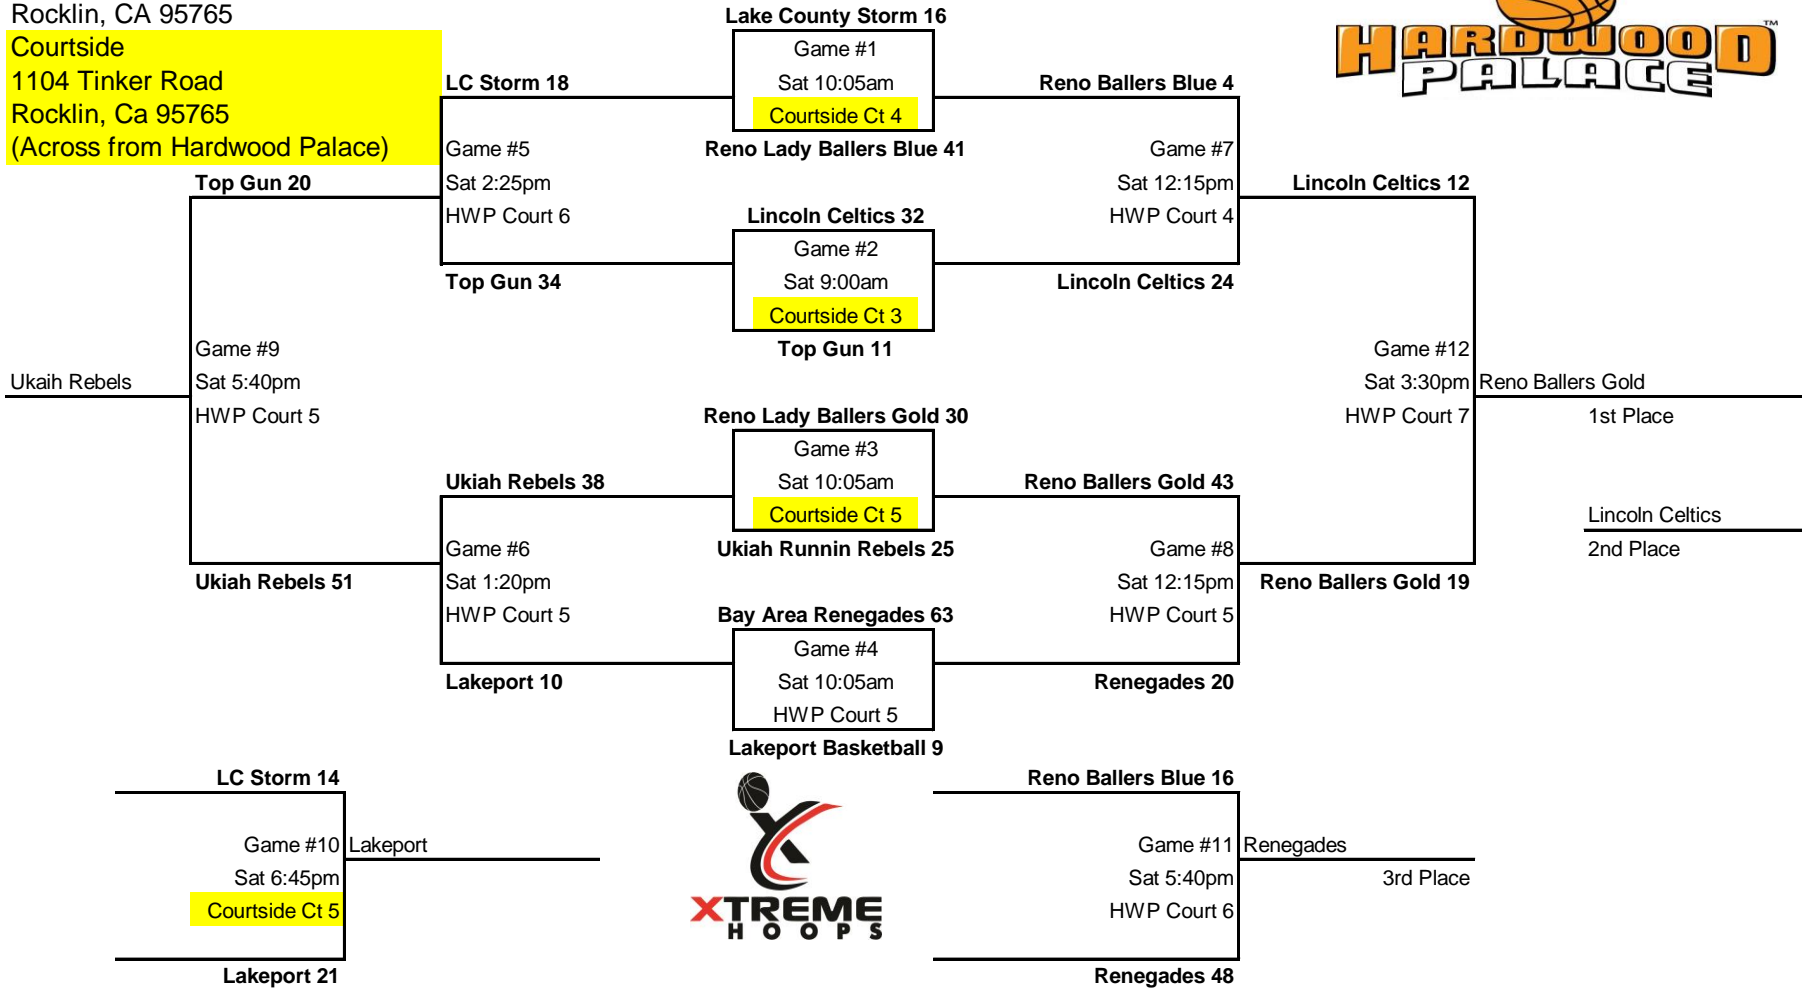 Rocklin, CA 95765
Courtside
1104 Tinker Road
Rocklin, Ca 95765
(Across from Hardwood Palace)
HARDWOOD
PALACE
TM
Lake County Storm 16
Game #1
Sat 10:05am
Courtside Ct 4
Reno Lady Ballers Blue 41
LC Storm 18
Game #5
Sat 2:25pm
HWP Court 6
Top Gun 34
Reno Ballers Blue 4
Game #7
Sat 12:15pm
HWP Court 4
Lincoln Celtics 24
Lincoln Celtics 32
Game #2
Sat 9:00am
Courtside Ct 3
Top Gun 11
Top Gun 20
Game #9
Sat 5:40pm
HWP Court 5
Ukiah Rebels 51
Ukaih Rebels
Lincoln Celtics 12
Game #12
Sat 3:30pm
HWP Court 7
Reno Ballers Gold 19
Reno Ballers Gold
1st Place
Lincoln Celtics
2nd Place
Reno Lady Ballers Gold 30
Game #3
Sat 10:05am
Courtside Ct 5
Ukiah Runnin Rebels 25
Ukiah Rebels 38
Game #6
Sat 1:20pm
HWP Court 5
Lakeport 10
Reno Ballers Gold 43
Game #8
Sat 12:15pm
HWP Court 5
Renegades 20
Bay Area Renegades 63
Game #4
Sat 10:05am
HWP Court 5
Lakeport Basketball 9
LC Storm 14
Game #10
Sat 6:45pm
Courtside Ct 5
Lakeport 21
Lakeport
XTREME
HOOPS
Reno Ballers Blue 16
Game #11
Sat 5:40pm
HWP Court 6
Renegades 48
Renegades
3rd Place